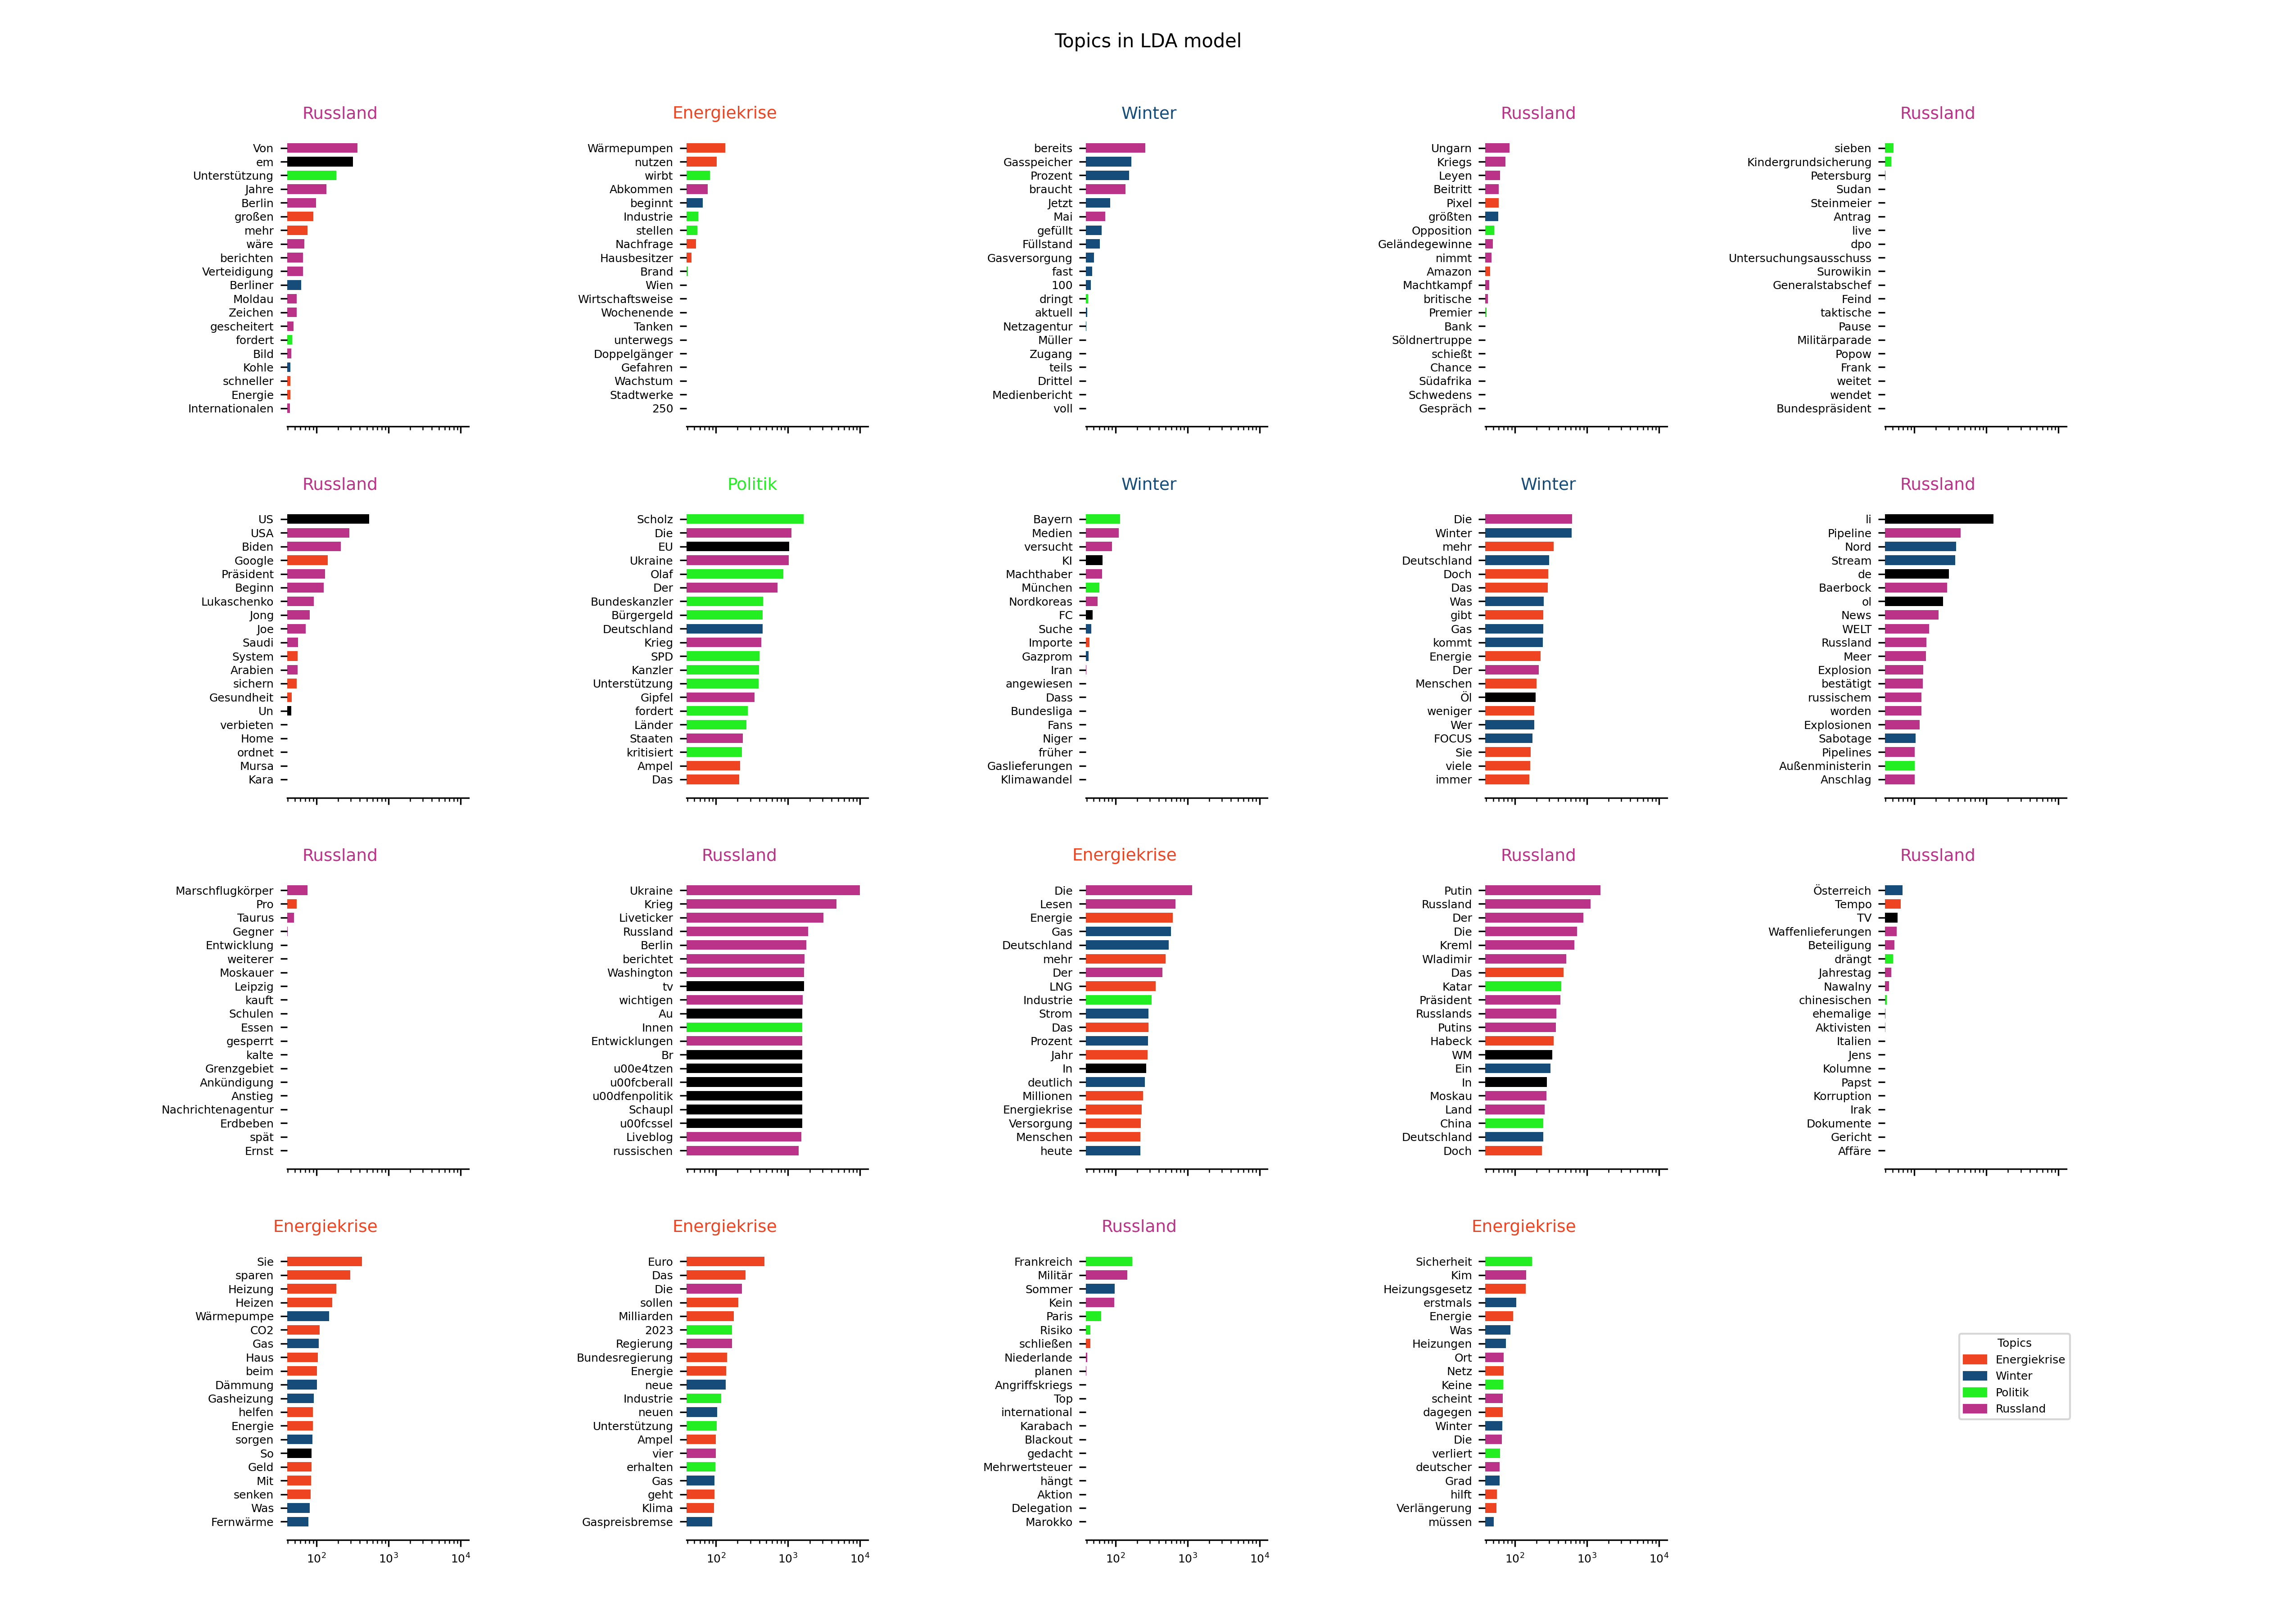 Topics in LDA model
Russland
Von
em
Unterstützung
Jahre
Berlin
großen
mehr
wäre
berichten
Verteidigung
Berliner
Moldau
Zeichen
gescheitert
fordert
Bild
Kohle
schneller
Energie
Internationalen
Energiekrise
Wärmepumpen
nutzen
wirbt
Abkommen
beginnt
Industrie
stellen
Nachfrage
Hausbesitzer
Brand
Wien
Wirtschaftsweise
Wochenende
Tanken
unterwegs
Doppelgänger
Gefahren
Wachstum
Stadtwerke
250
Winter
bereits
Gasspeicher
Prozent
braucht
Jetzt
Mai
gefüllt
Füllstand
Gasversorgung
fast
100
dringt
aktuell
Netzagentur
Müller
Zugang
teils
Drittel
Medienbericht
voll
Russland
Ungarn
Kriegs
Leyen
Beitritt
Pixel
größten
Opposition
Geländegewinne
nimmt
Amazon
Machtkampf
britische
Premier
Bank
Söldnertruppe
schießt
Chance
Südafrika
Schwedens
Gespräch
Russland
sieben
Kindergrundsicherung
Petersburg
Sudan
Steinmeier
Antrag
live
dpo
Untersuchungsausschuss
Surowikin
Generalstabschef
Feind
taktische
Pause
Militärparade
Popow
Frank
weitet
wendet
Bundespräsident
Russland
US
USA
Biden
Google
Präsident
Beginn
Lukaschenko
Jong
Joe
Saudi
System
Arabien
sichern
Gesundheit
Un
verbieten
Home
ordnet
Mursa
Kara
Politik
Scholz
Die
EU
Ukraine
Olaf
Der
Bundeskanzler
Bürgergeld
Deutschland
Krieg
SPD
Kanzler
Unterstützung
Gipfel
fordert
Länder
Staaten
kritisiert
Ampel
Das
Winter
Bayern
Medien
versucht
KI
Machthaber
München
Nordkoreas
FC
Suche
Importe
Gazprom
Iran
angewiesen
Dass
Bundesliga
Fans
Niger
früher
Gaslieferungen
Klimawandel
Winter
Die
Winter
mehr
Deutschland
Doch
Das
Was
gibt
Gas
kommt
Energie
Der
Menschen
Öl
weniger
Wer
FOCUS
Sie
viele
immer
Russland
li
Pipeline
Nord
Stream
de
Baerbock
ol
News
WELT
Russland
Meer
Explosion
bestätigt
russischem
worden
Explosionen
Sabotage
Pipelines
Außenministerin
Anschlag
Russland
Marschflugkörper
Pro
Taurus
Gegner
Entwicklung
weiterer
Moskauer
Leipzig
kauft
Schulen
Essen
gesperrt
kalte
Grenzgebiet
Ankündigung
Anstieg
Nachrichtenagentur
Erdbeben
spät
Ernst
Russland
Ukraine
Krieg
Liveticker
Russland
Berlin
berichtet
Washington
tv
wichtigen
Au
Innen
Entwicklungen
Br
u00e4tzen
u00fcberall
u00dfenpolitik
Schaupl
u00fcssel
Liveblog
russischen
Energiekrise
Die
Lesen
Energie
Gas
Deutschland
mehr
Der
LNG
Industrie
Strom
Das
Prozent
Jahr
In
deutlich
Millionen
Energiekrise
Versorgung
Menschen
heute
Russland
Putin
Russland
Der
Die
Kreml
Wladimir
Das
Katar
Präsident
Russlands
Putins
Habeck
WM
Ein
In
Moskau
Land
China
Deutschland
Doch
Russland
Österreich
Tempo
TV
Waffenlieferungen
Beteiligung
drängt
Jahrestag
Nawalny
chinesischen
ehemalige
Aktivisten
Italien
Jens
Kolumne
Papst
Korruption
Irak
Dokumente
Gericht
Affäre
Energiekrise
Sie
sparen
Heizung
Heizen
Wärmepumpe
CO2
Gas
Haus
beim
Dämmung
Gasheizung
helfen
Energie
sorgen
So
Geld
Mit
senken
Was
Fernwärme
10² 10³ 10⁴
Energiekrise
Euro
Das
Die
sollen
Milliarden
2023
Regierung
Bundesregierung
Energie
neue
Industrie
neuen
Unterstützung
Ampel
vier
erhalten
Gas
geht
Klima
Gaspreisbremse
10² 10³ 10⁴
Russland
Frankreich
Militär
Sommer
Kein
Paris
Risiko
schließen
Niederlande
planen
Angriffskriegs
Top
international
Karabach
Blackout
gedacht
Mehrwertsteuer
hängt
Aktion
Delegation
Marokko
10² 10³ 10⁴
Energiekrise
Sicherheit
Kim
Heizungsgesetz
erstmals
Energie
Was
Heizungen
Ort
Netz
Keine
scheint
dagegen
Winter
Die
verliert
deutscher
Grad
hilft
Verlängerung
müssen
10² 10³ 10⁴
Topics
Energiekrise
Winter
Politik
Russland